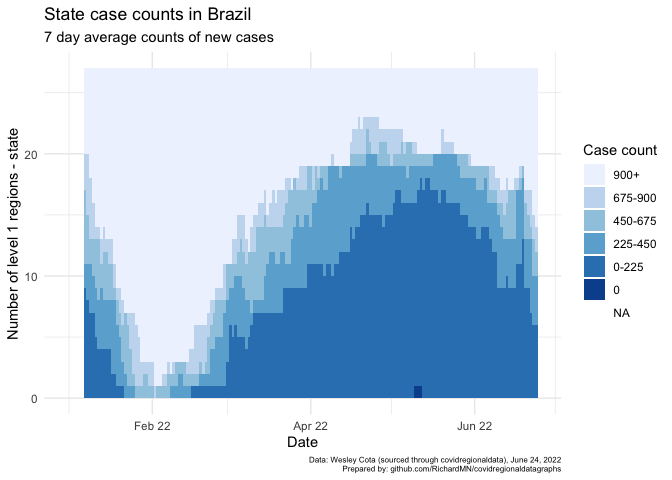 State case counts in Brazil
7 day average counts of new cases
Number of level 1 regions - state
20
10
0
Feb 22
Apr 22
Jun 22
Date
Case count
900+
675-900
450-675
225-450
0-225
0
NA
Data: Wesley Cota (sourced through covidregionaldata), June 24, 2022
Prepared by: github.com/RichardMN/covidregionaldatagraphs